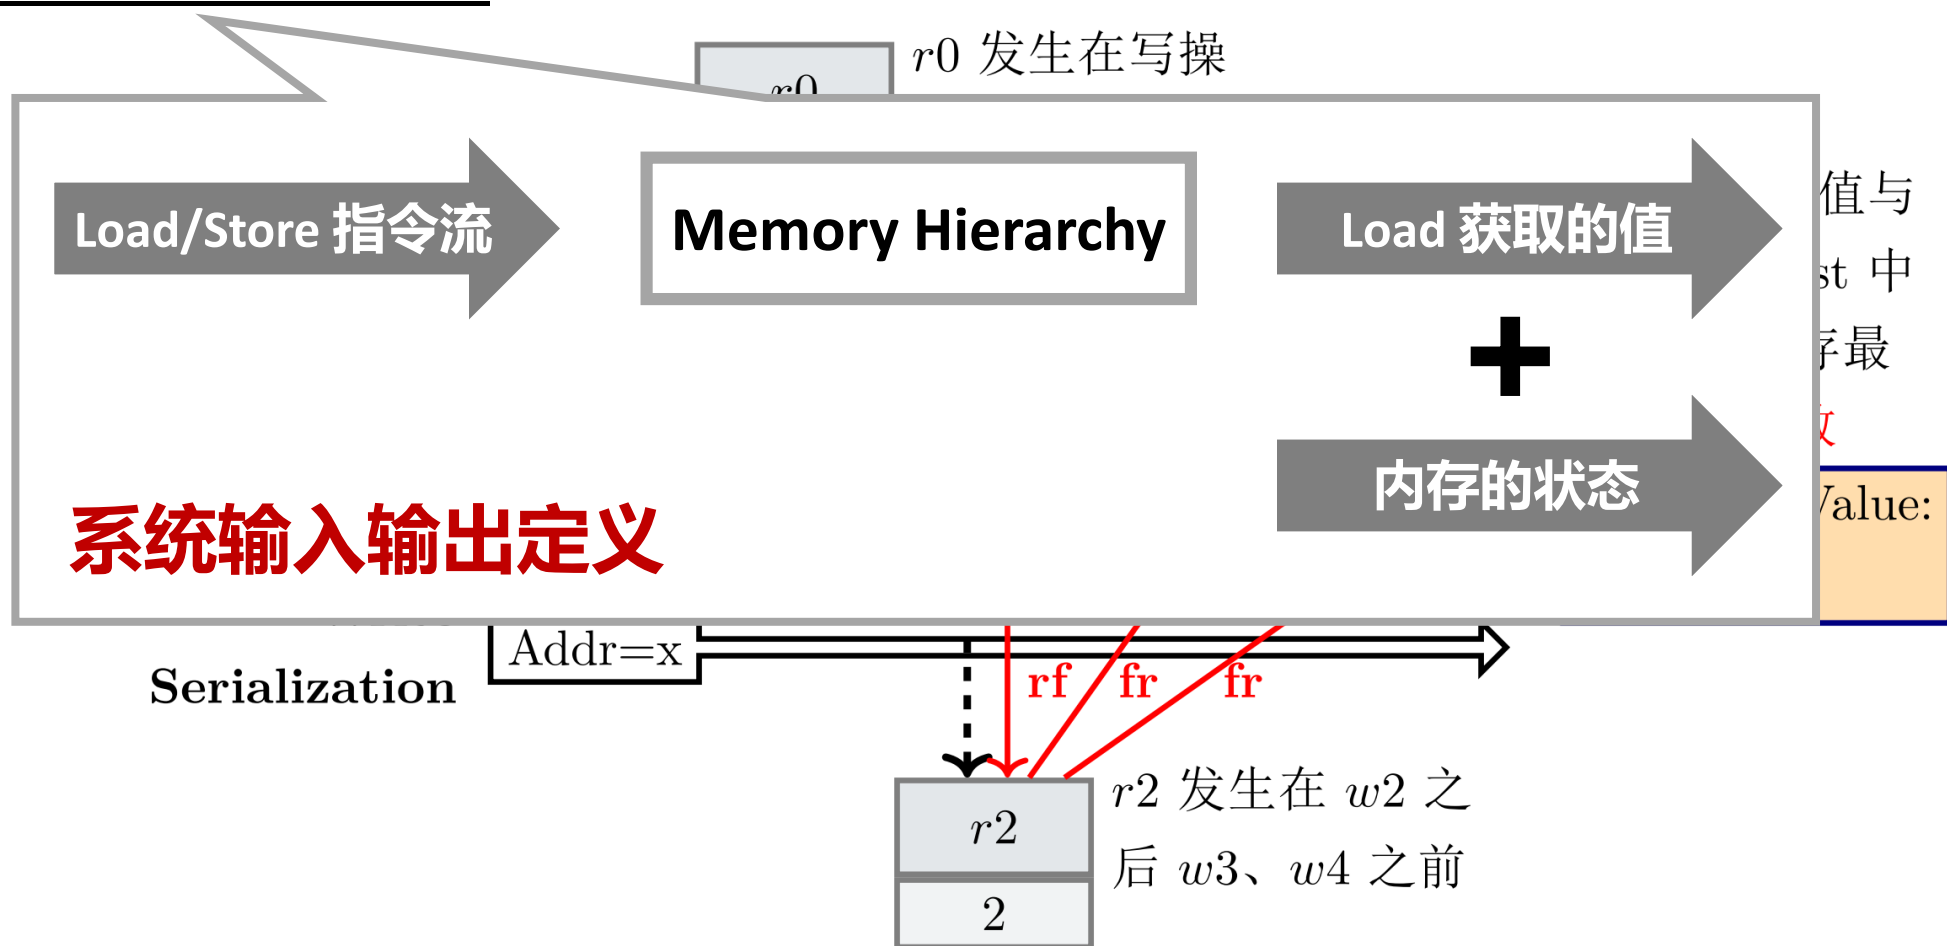 r0 发生在写操
r0
值与
Load/Store 指令流
Memory Hierarchy
Load 获取的值
st 中
最
内存的状态
系统输入输出定义
Value:
Addr=x
Serialization
rf
fr
fr
r2 发生在 w2 之
后 w3、w4 之前
r2
2